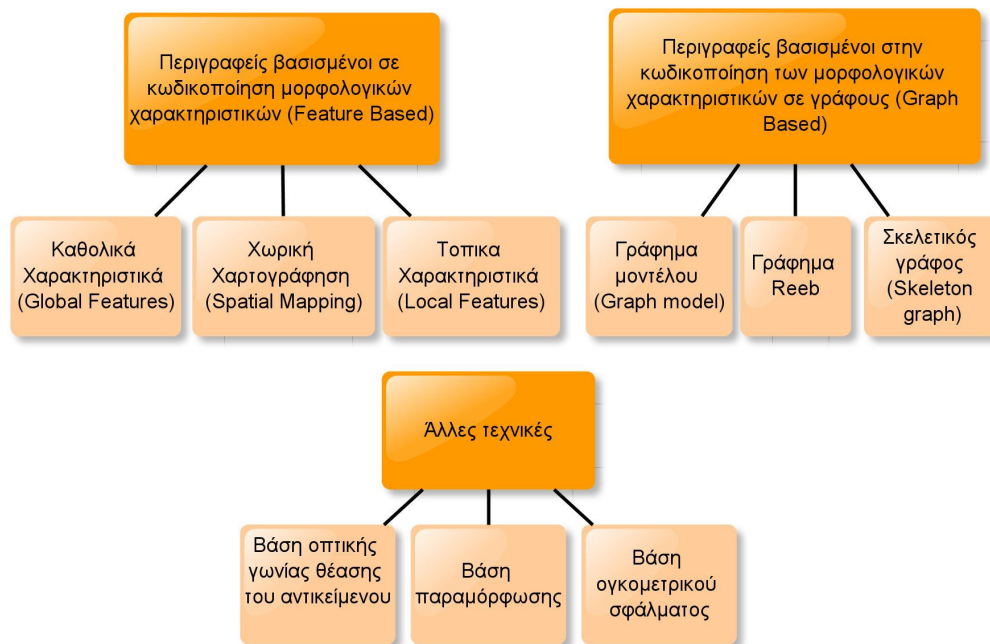 Περιγραφείς βασισμένοι σε
κωδικοποίηση μορφολογικών
χαρακτηριστικών (Feature Based)
Περιγραφείς βασισμένοι στην
κωδικοποίηση των μορφολογικών
χαρακτηριστικών σε γράφους (Graph
Based)
Καθολικά
Χαρακτηριστικά
(Global Features)
Χωρική
Χαρτογράφηση
(Spatial Mapping)
Τοπικα
Χαρακτηριστικά
(Local Features)
Γράφημα
μοντέλου
(Graph model)
Γράφημα
Reeb
Σκελετικός
γράφος
(Skeleton
graph)
Άλλες τεχνικές
Βάση οπτικής
γωνίας θέασης
του αντικείμενου
Βάση
παραμόρφωσης
Βάση
ογκομετρικού
σφάλματος